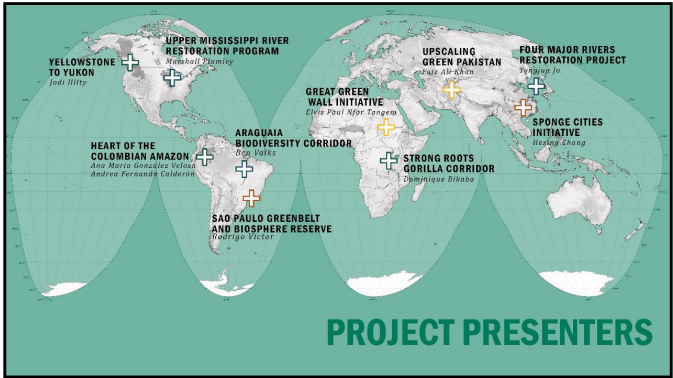 UPPER MISSISSIPPI RIVER
RESTORATION PROGRAM
Marshall Plumley
YELLOWSTONE
TO YUKON
Jodi Hilty
UPSCALING
GREEN PAKISTAN
Faiz Ali Khan
FOUR MAJOR RIVERS
RESTORATION PROJECT
Yongjun Jo
GREAT GREEN
WALL INITIATIVE
Elvis Paul Nfor Tangem
SPONGE CITIES
INITIATIVE
Hexing Chang
ARAGUAIA
BIODIVERSITY CORRIDOR
Ben Valks
HEART OF THE
COLOMBIAN AMAZON
Ana María González Velosa
Andrea Fernanda Calderón
STRONG ROOTS
GORILLA CORRIDOR
Dominique Bikaba
SAO PAULO GREENBELT
AND BIOSPHERE RESERVE
Rodrigo Victor
PROJECT PRESENTERS